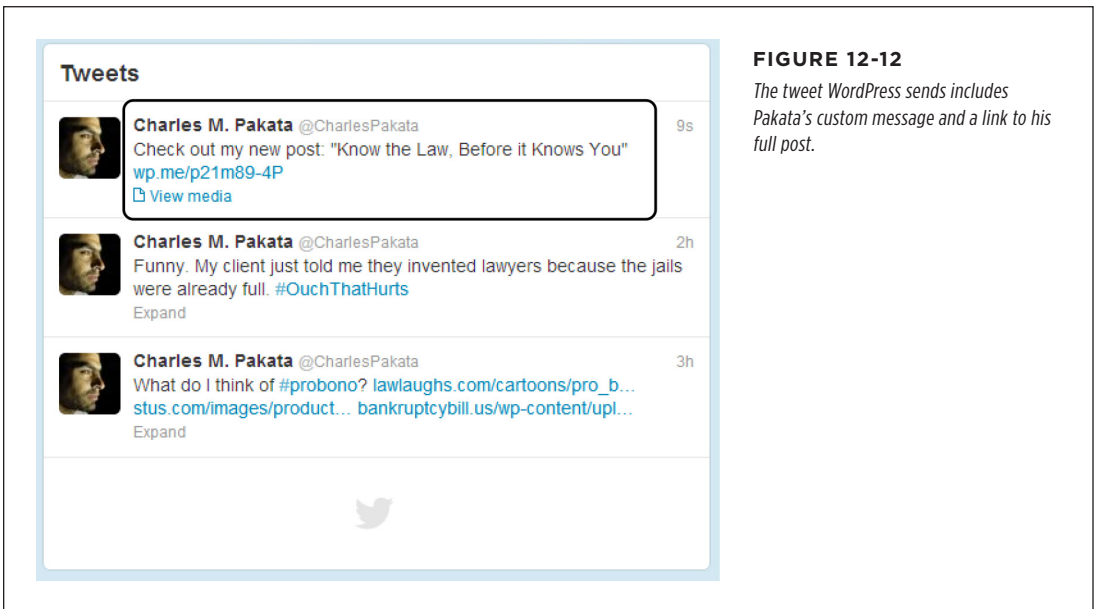 Tweets
Charles M. Pakata @CharlesPakata 9s
Check out my new post: "Know the Law, Before it Knows You"
wp.me/p21m89-4P
View media
Charles M. Pakata @CharlesPakata 2h
Funny. My client just told me they invented lawyers because the jails
were already full. #OuchThatHurts
Expand
Charles M. Pakata @CharlesPakata 3h
What do I think of #probono? lawlaughs.com/cartoons/pro_b…
stus.com/images/product… bankruptcybill.us/wp-content/upl…
Expand
FIGURE 12-12
The tweet WordPress sends includes
Pakata's custom message and a link to his
full post.